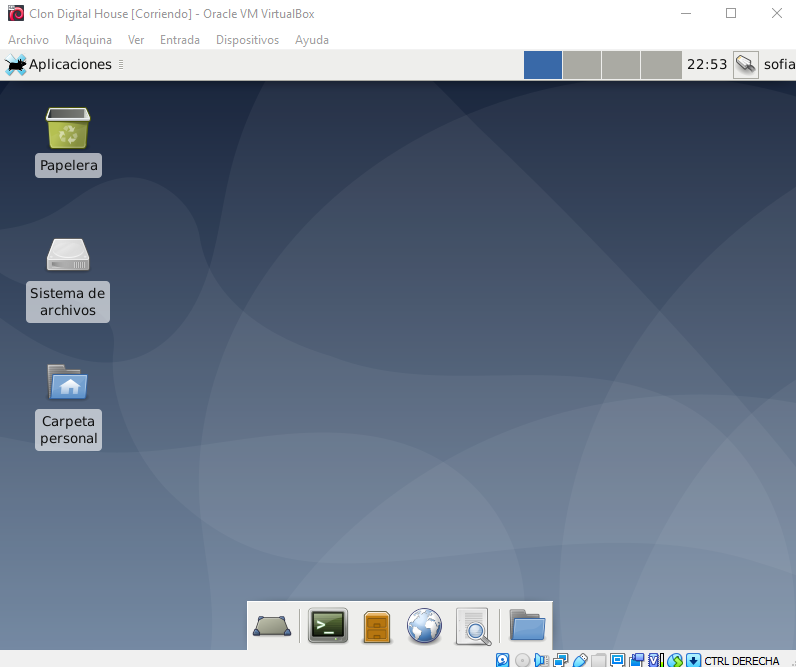 Clon Digital House [Corriendo] - Oracle VM VirtualBox
Archivo Máquina Ver Entrada Dispositivos Ayuda
Aplicaciones 22:53 sofia
Papelera
Sistema de
archivos
Carpeta
personal
>_
CTRL DERECHA